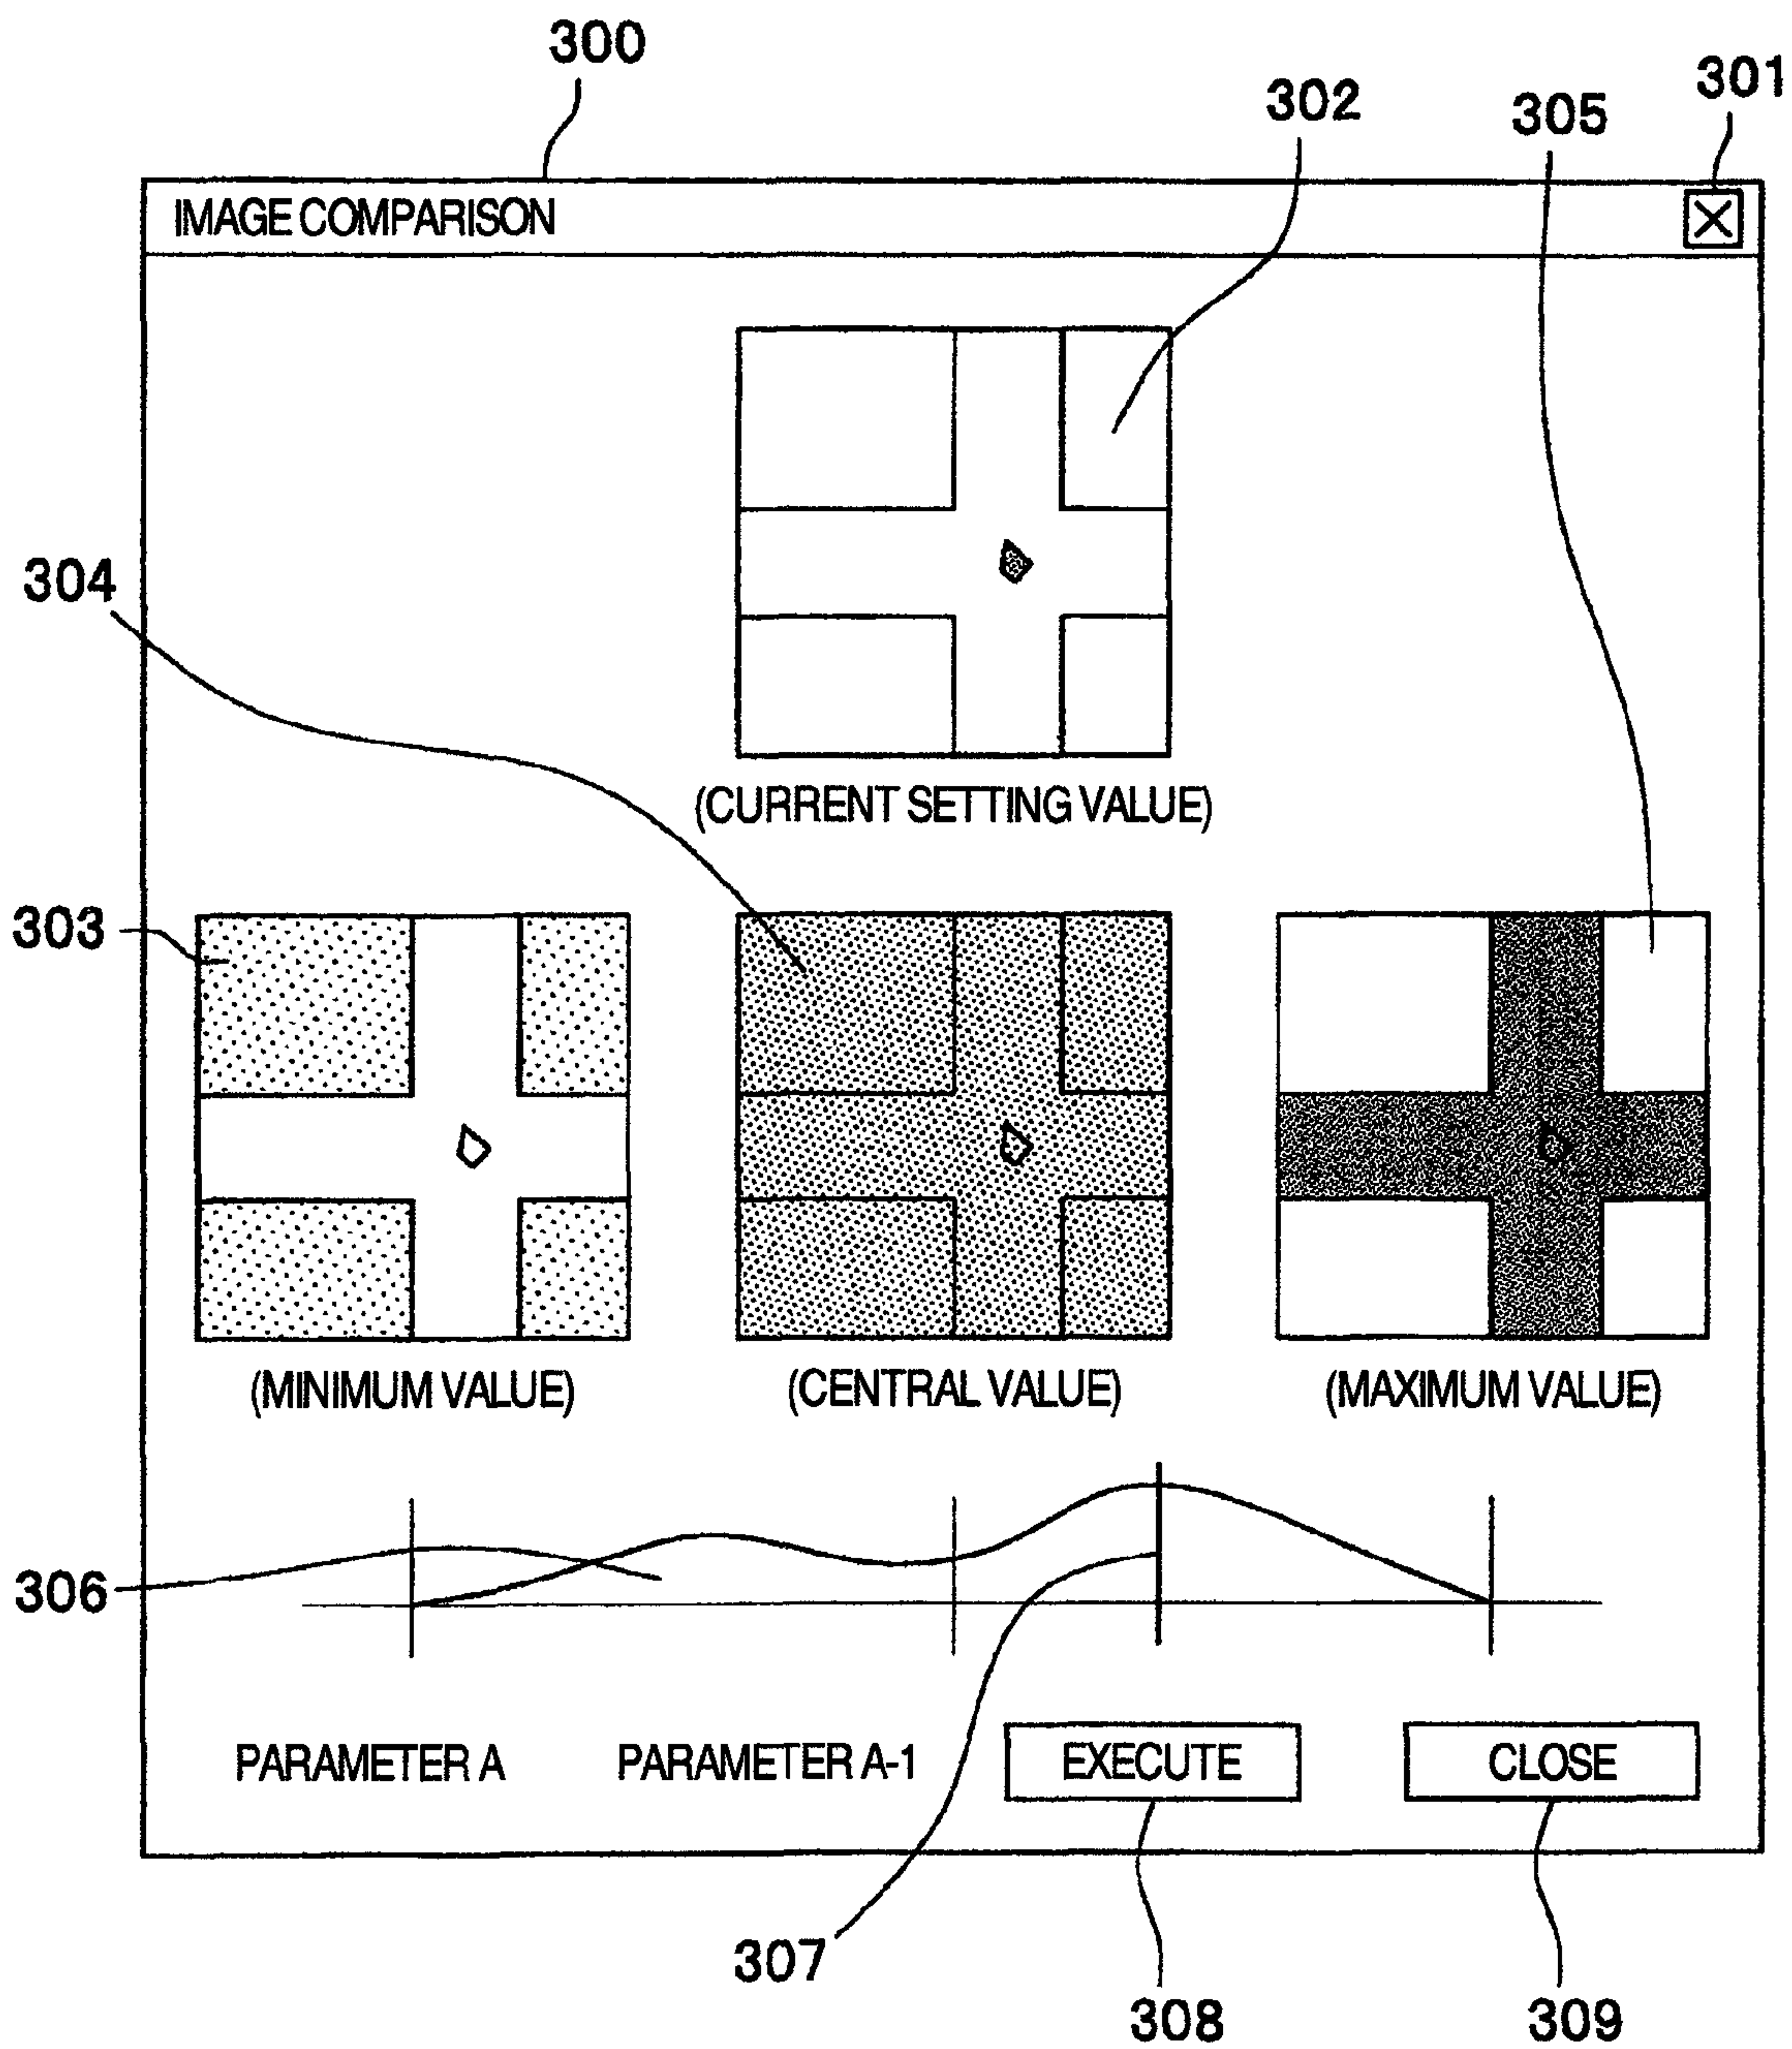 300
301
302
305
IMAGE COMPARISON
304
(CURRENT SETTING VALUE)
303
(MINIMUM VALUE) (CENTRAL VALUE) (MAXIMUM VALUE)
306
PARAMETER A PARAMETER A-1 EXECUTE CLOSE
307
308
309